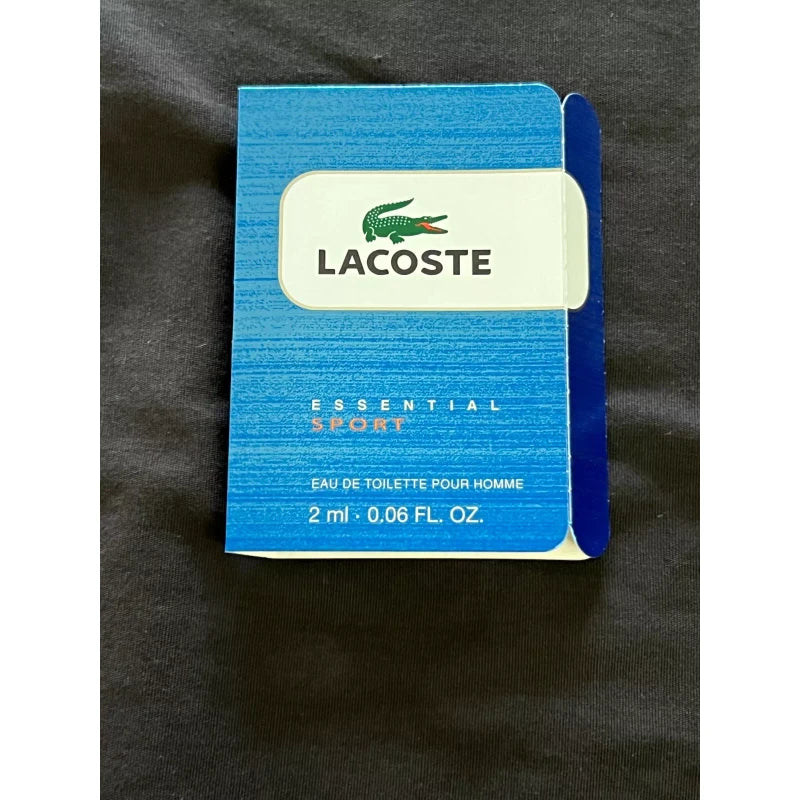 LACOSTE
ESSENTIAL
SPORT
EAU DE TOILETTE POUR HOMME
2 ml · 0.06 FL. OZ.